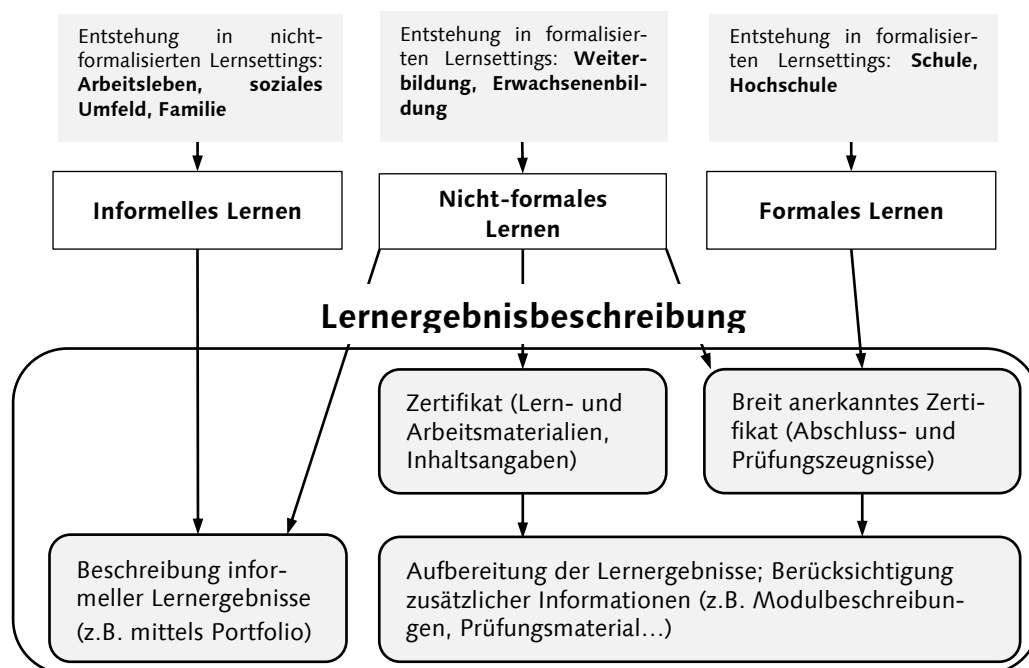 Entstehung in nicht-
formalisierten Lernsettings:
Arbeitsleben, soziales
Umfeld, Familie
Entstehung in formalisier-
ten Lernsettings: Weiter-
bildung, Erwachsenenbil-
dung
Entstehung in formalisier-
ten Lernsettings: Schule,
Hochschule
Informelles Lernen
Nicht-formales
Lernen
Formales Lernen
Lernergebnisbeschreibung
Zertifikat (Lern- und
Arbeitsmaterialien,
Inhaltsangaben)
Breit anerkanntes Zerti-
fikat (Abschluss- und
Prüfungszeugnisse)
Beschreibung infor-
meller Lernergebnisse
(z.B. mittels Portfolio)
Aufbereitung der Lernergebnisse; Berücksichtigung
zusätzlicher Informationen (z.B. Modulbeschreibun-
gen, Prüfungsmaterial…)